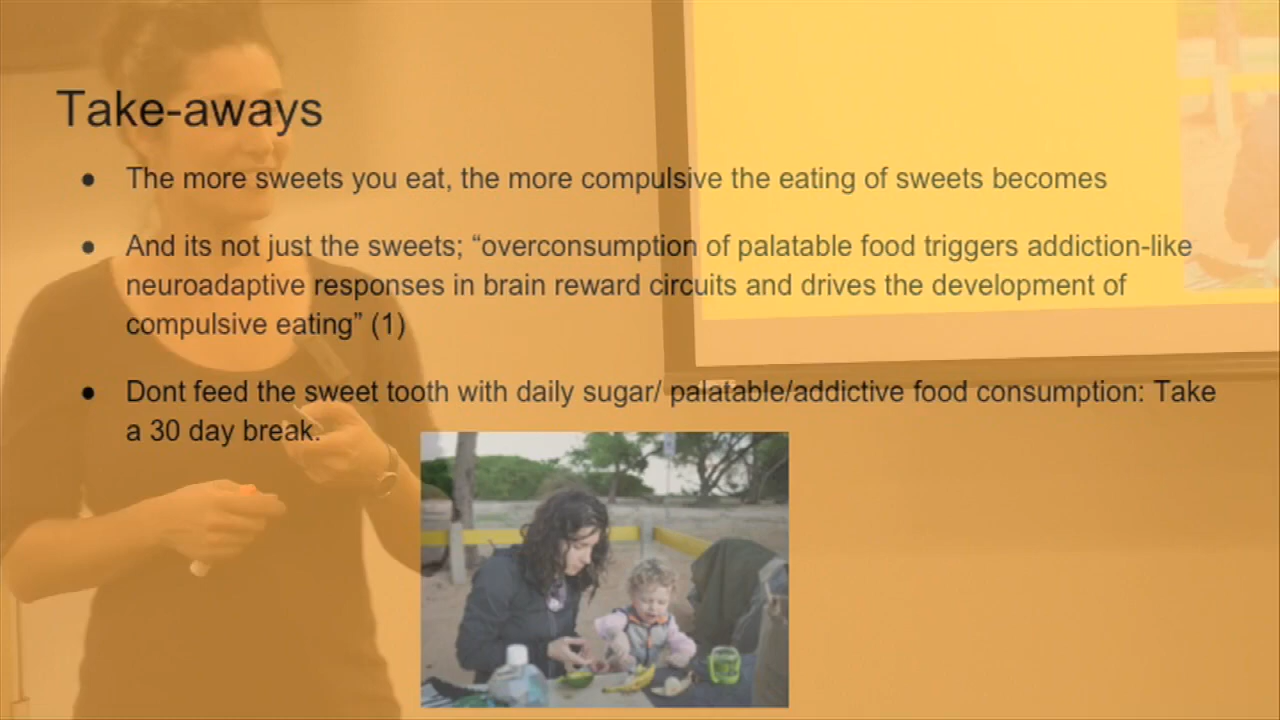 Take-aways
● The more sweets you eat, the more compulsive the eating of sweets becomes
● And its not just the sweets; “overconsumption of palatable food triggers addiction-like
neuroadaptive responses in brain reward circuits and drives the development of
compulsive eating” (1)
● Dont feed the sweet tooth with daily sugar/ palatable/addictive food consumption: Take
a 30 day break.